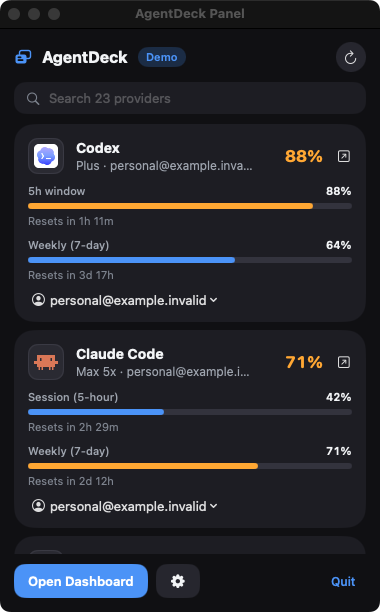 AgentDeck Panel
AgentDeck Demo
Search 23 providers
Codex
88%
Plus · personal@example.inva...
5h window 88%
Resets in 1h 11m
Weekly (7-day) 64%
Resets in 3d 17h
personal@example.invalid
Claude Code
71%
Max 5x · personal@example.i...
Session (5-hour) 42%
Resets in 2h 29m
Weekly (7-day) 71%
Resets in 2d 12h
personal@example.invalid
Open Dashboard Quit